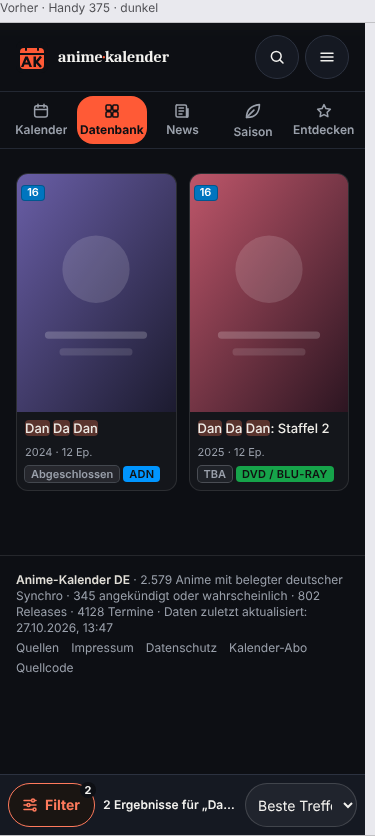 Vorher · Handy 375 · dunkel
AK anime·kalender
Kalender Datenbank News Saison Entdecken
16 16
Dan Da Dan
2024 · 12 Ep.
Abgeschlossen ADN
Dan Da Dan: Staffel 2
2025 · 12 Ep.
TBA DVD / BLU-RAY
Anime-Kalender DE · 2.579 Anime mit belegter deutscher
Synchro · 345 angekündigt oder wahrscheinlich · 802
Releases · 4128 Termine · Daten zuletzt aktualisiert:
27.10.2026, 13:47
Quellen Impressum Datenschutz Kalender-Abo
Quellcode
Filter 2 2 Ergebnisse für „Da... Beste Treff